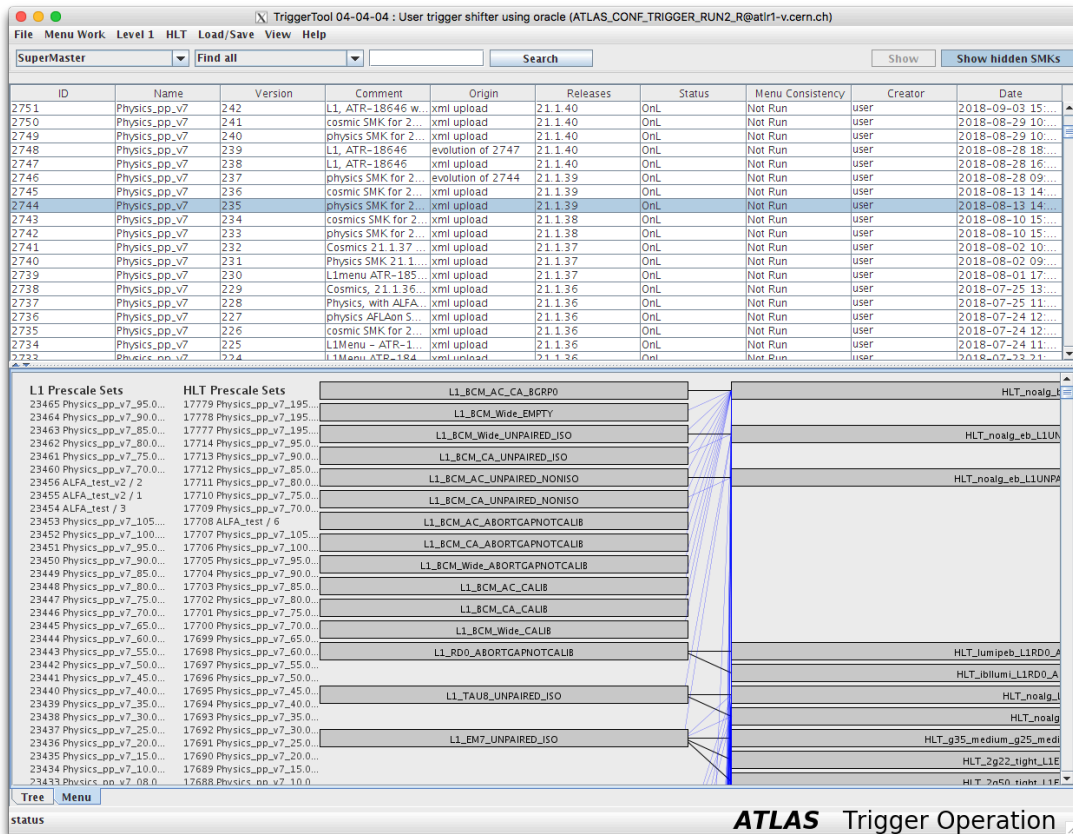 TriggerTool 04-04-04 : User trigger shifter using oracle (ATLAS_CONF_TRIGGER_RUN2_R@atlr1-v.cern.ch)
File Menu Work Level 1 HLT Load/Save View Help
SuperMaster Find all Search Show Show hidden SMKs
ID Name Version Comment Origin Releases Status Menu Consistency Creator Date
2751 Physics_pp_v7 242 L1, ATR-18646 w... xml upload 21.1.40 OnL Not Run user 2018-09-03 15:...
2750 Physics_pp_v7 241 cosmic SMK for 2... xml upload 21.1.40 OnL Not Run user 2018-08-29 10:...
2749 Physics_pp_v7 240 physics SMK for 2... xml upload 21.1.40 OnL Not Run user 2018-08-29 10:...
2748 Physics_pp_v7 239 L1, ATR-18646 evolution of 2747 21.1.40 OnL Not Run user 2018-08-28 18:...
2747 Physics_pp_v7 238 L1, ATR-18646 xml upload 21.1.40 OnL Not Run user 2018-08-28 16:...
2746 Physics_pp_v7 237 physics SMK for 2... evolution of 2744 21.1.39 OnL Not Run user 2018-08-28 09:...
2745 Physics_pp_v7 236 cosmic SMK for 2... xml upload 21.1.39 OnL Not Run user 2018-08-13 14:...
2744 Physics_pp_v7 235 physics SMK for 2... xml upload 21.1.39 OnL Not Run user 2018-08-13 14:...
2743 Physics_pp_v7 234 cosmics SMK for 2... xml upload 21.1.38 OnL Not Run user 2018-08-10 15:...
2742 Physics_pp_v7 233 physics SMK for 2... xml upload 21.1.38 OnL Not Run user 2018-08-10 15:...
2741 Physics_pp_v7 232 Cosmics 21.1.37 ... xml upload 21.1.37 OnL Not Run user 2018-08-02 10:...
2740 Physics_pp_v7 231 Physics SMK 21.1.... xml upload 21.1.37 OnL Not Run user 2018-08-02 09:...
2739 Physics_pp_v7 230 L1menu ATR-185... xml upload 21.1.37 OnL Not Run user 2018-08-01 17:...
2738 Physics_pp_v7 229 Cosmics, 21.1.36... xml upload 21.1.36 OnL Not Run user 2018-07-25 13:...
2737 Physics_pp_v7 228 Physics, with ALFA... xml upload 21.1.36 OnL Not Run user 2018-07-25 11:...
2736 Physics_pp_v7 227 physics AFLAon S... xml upload 21.1.36 OnL Not Run user 2018-07-24 12:...
2735 Physics_pp_v7 226 cosmic SMK for 2... xml upload 21.1.36 OnL Not Run user 2018-07-24 12:...
2734 Physics_pp_v7 225 L1Menu - ATR-1... xml upload 21.1.36 OnL Not Run user 2018-07-24 11:...
2733 Physics_pp_v7 224 L1Menu ATR-184... xml upload 21.1.36 OnL Not Run user 2018-07-23 21:...
L1 Prescale Sets
23465 Physics_pp_v7_95.0...
23464 Physics_pp_v7_90.0...
23463 Physics_pp_v7_85.0...
23462 Physics_pp_v7_80.0...
23461 Physics_pp_v7_75.0...
23460 Physics_pp_v7_70.0...
23456 ALFA_test_v2 / 2
23455 ALFA_test_v2 / 1
23454 ALFA_test / 3
23453 Physics_pp_v7_105....
23452 Physics_pp_v7_100....
23451 Physics_pp_v7_95.0...
23450 Physics_pp_v7_90.0...
23449 Physics_pp_v7_85.0...
23448 Physics_pp_v7_80.0...
23447 Physics_pp_v7_75.0...
23446 Physics_pp_v7_70.0...
23445 Physics_pp_v7_65.0...
23444 Physics_pp_v7_60.0...
23443 Physics_pp_v7_55.0...
23442 Physics_pp_v7_50.0...
23441 Physics_pp_v7_45.0...
23440 Physics_pp_v7_40.0...
23439 Physics_pp_v7_35.0...
23438 Physics_pp_v7_30.0...
23437 Physics_pp_v7_25.0...
23436 Physics_pp_v7_20.0...
23435 Physics_pp_v7_15.0...
23434 Physics_pp_v7_10.0...
23433 Physics_pp_v7_08.0
HLT Prescale Sets
17779 Physics_pp_v7_195....
17778 Physics_pp_v7_195....
17777 Physics_pp_v7_195....
17714 Physics_pp_v7_95.0...
17713 Physics_pp_v7_90.0...
17712 Physics_pp_v7_85.0...
17711 Physics_pp_v7_80.0...
17710 Physics_pp_v7_75.0...
17709 Physics_pp_v7_70.0...
17708 ALFA_test / 6
17707 Physics_pp_v7_105....
17706 Physics_pp_v7_100....
17705 Physics_pp_v7_95.0...
17704 Physics_pp_v7_90.0...
17703 Physics_pp_v7_85.0...
17702 Physics_pp_v7_80.0...
17701 Physics_pp_v7_75.0...
17700 Physics_pp_v7_70.0...
17699 Physics_pp_v7_65.0...
17698 Physics_pp_v7_60.0...
17697 Physics_pp_v7_55.0...
17696 Physics_pp_v7_50.0...
17695 Physics_pp_v7_45.0...
17694 Physics_pp_v7_40.0...
17693 Physics_pp_v7_35.0...
17692 Physics_pp_v7_30.0...
17691 Physics_pp_v7_25.0...
17690 Physics_pp_v7_20.0...
17689 Physics_pp_v7_15.0...
17688 Physics_pp_v7_10.0
L1_BCM_AC_CA_BGRP0
L1_BCM_Wide_EMPTY
L1_BCM_Wide_UNPAIRED_ISO
L1_BCM_CA_UNPAIRED_ISO
L1_BCM_AC_UNPAIRED_NONISO
L1_BCM_CA_UNPAIRED_NONISO
L1_BCM_AC_ABORTGAPNOTCALIB
L1_BCM_CA_ABORTGAPNOTCALIB
L1_BCM_Wide_ABORTGAPNOTCALIB
L1_BCM_AC_CALIB
L1_BCM_CA_CALIB
L1_BCM_Wide_CALIB
L1_RD0_ABORTGAPNOTCALIB
L1_TAU8_UNPAIRED_ISO
L1_EM7_UNPAIRED_ISO
HLT_noalg_b
HLT_noalg_eb_L1UN
HLT_noalg_eb_L1UNPA
HLT_lumipeb_L1RD0_A
HLT_ibllumi_L1RD0_A
HLT_noalg_L
HLT_noalg
HLT_g35_medium_g25_medi
HLT_2g22_tight_L1E
HLT_2g50_tight_L1E
Tree Menu
status
ATLAS Trigger Operation